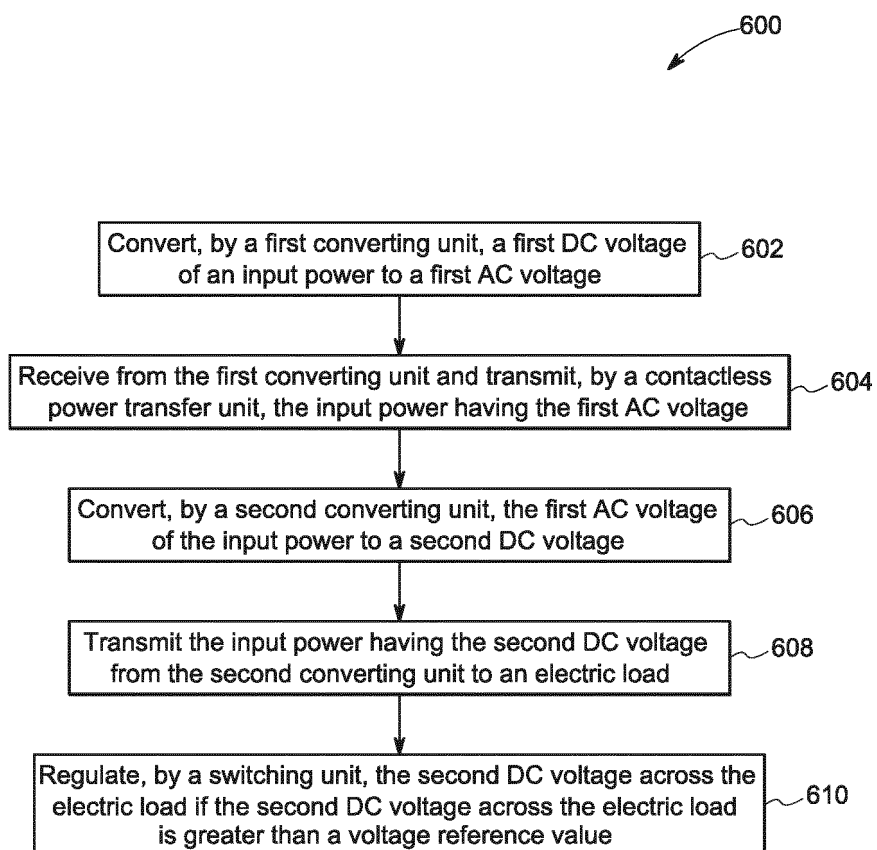 600
Convert, by a first converting unit, a first DC voltage
of an input power to a first AC voltage
602
Receive from the first converting unit and transmit, by a contactless
power transfer unit, the input power having the first AC voltage
604
Convert, by a second converting unit, the first AC voltage
of the input power to a second DC voltage
606
Transmit the input power having the second DC voltage
from the second converting unit to an electric load
608
Regulate, by a switching unit, the second DC voltage across the
electric load if the second DC voltage across the electric load
is greater than a voltage reference value
610